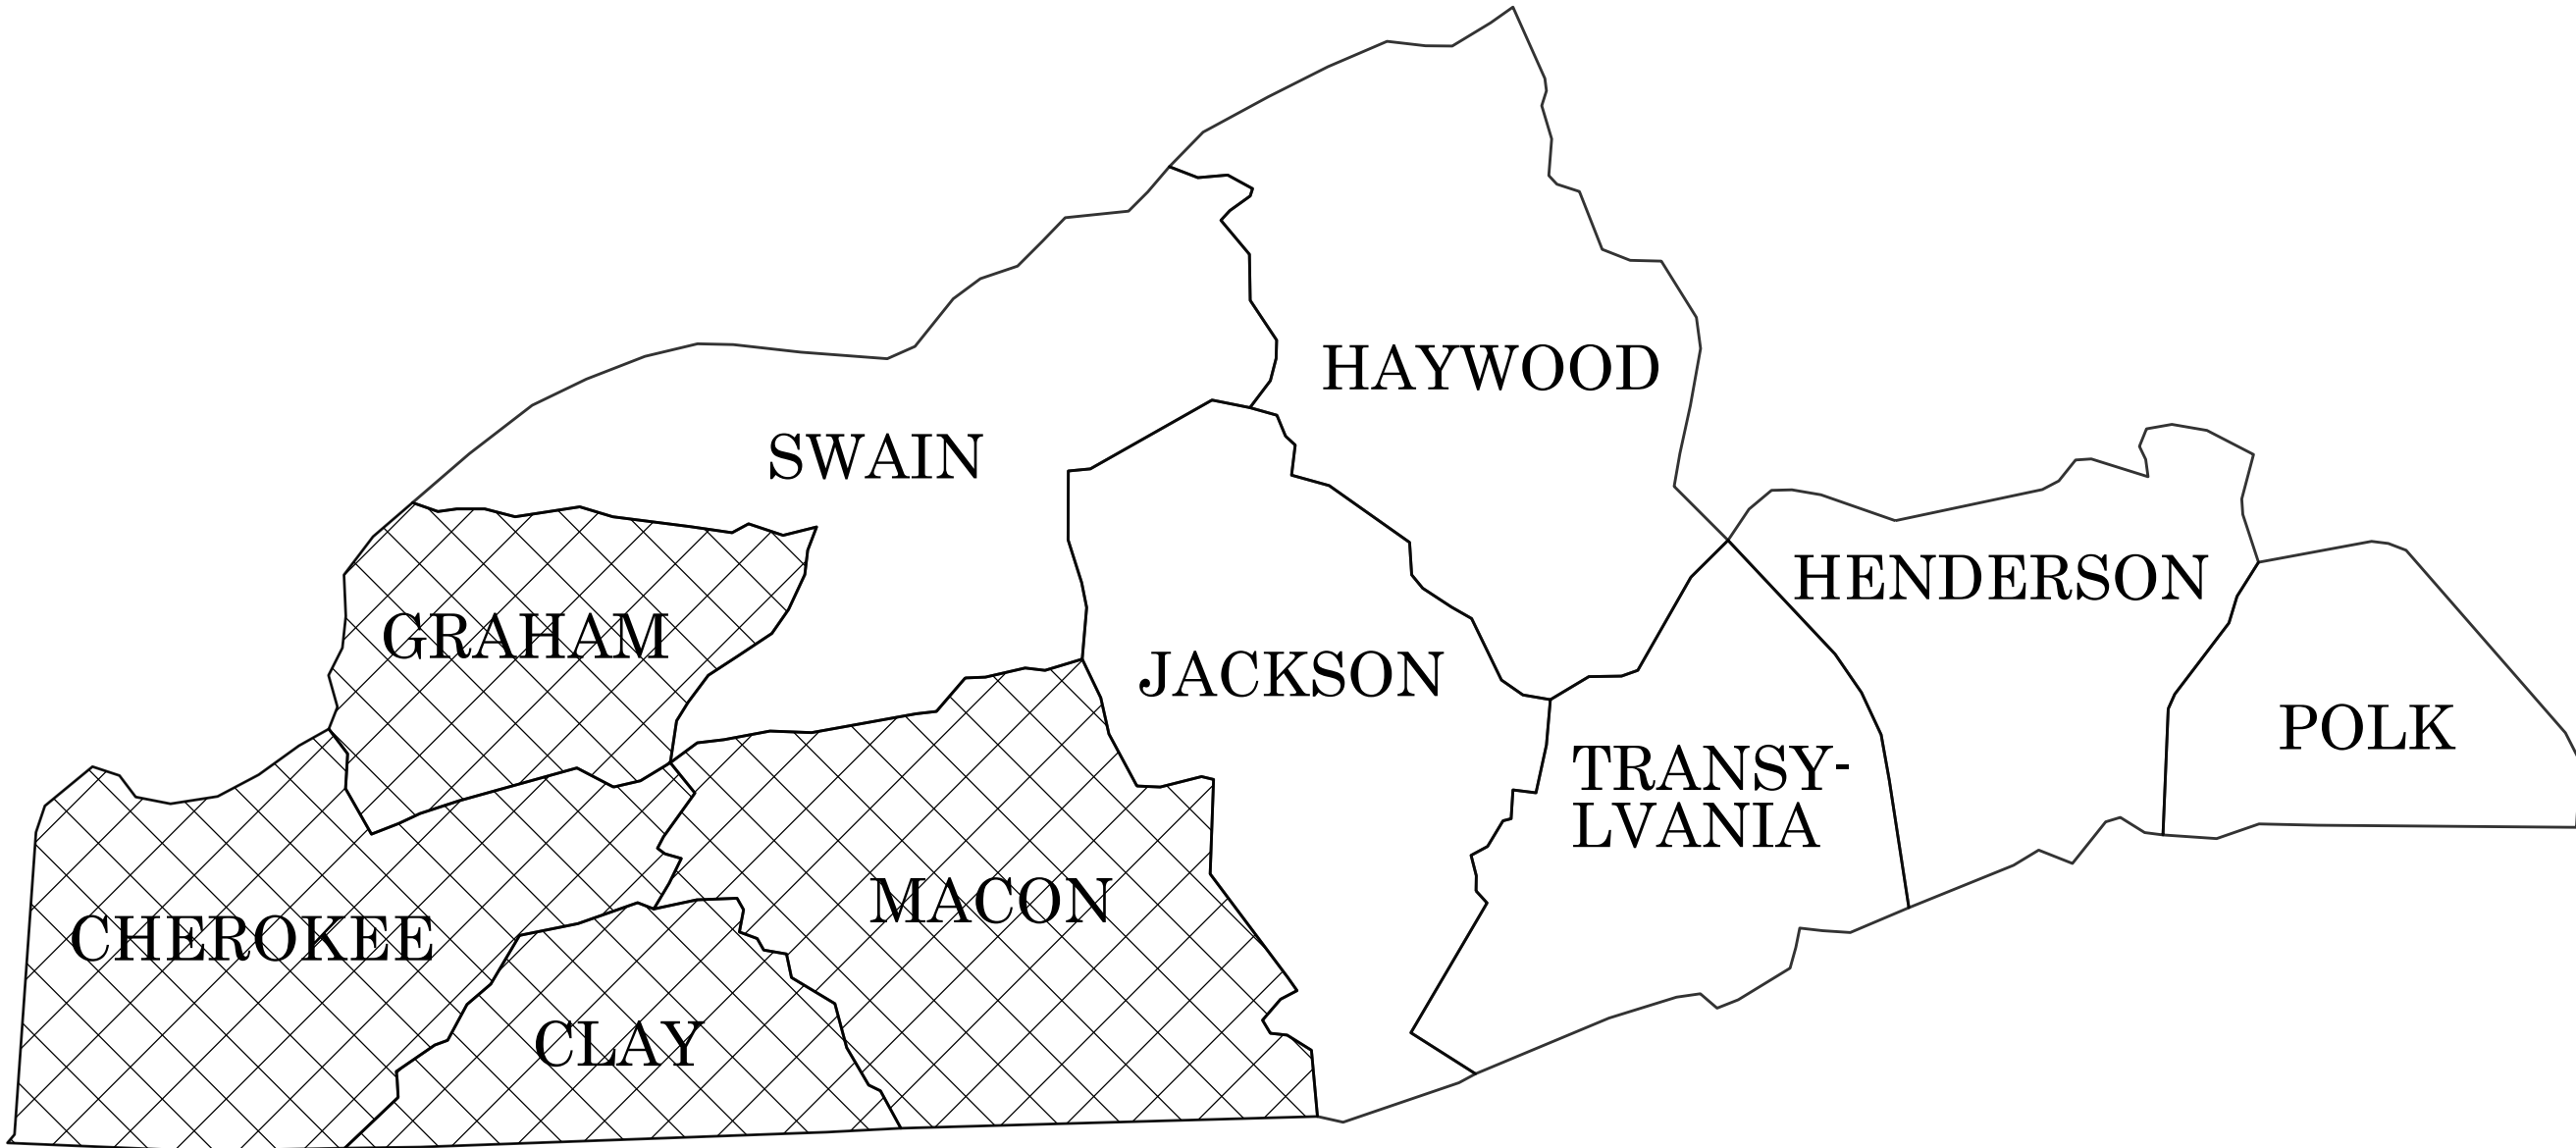 HAYWOOD
SWAIN
HENDERSON
GRAHAM
JACKSON
POLK
TRANSY-
LVANIA
MACON
CHEROKEE
CLAY